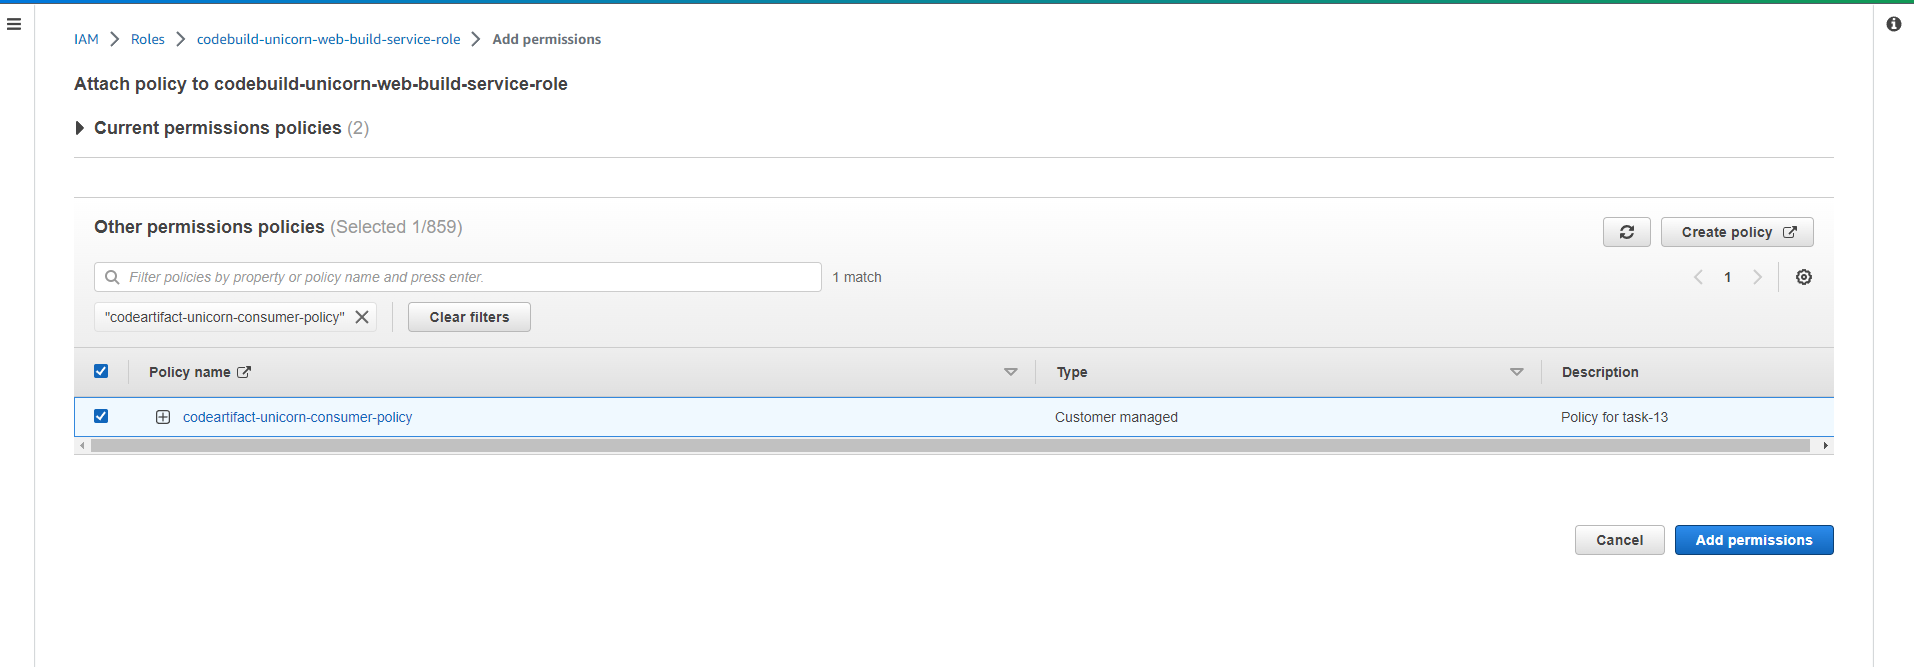 IAM > Roles > codebuild-unicorn-web-build-service-role > Add permissions
Attach policy to codebuild-unicorn-web-build-service-role
Current permissions policies (2)
Other permissions policies (Selected 1/859)
Create policy
Filter policies by property or policy name and press enter.
1 match
1
"codeartifact-unicorn-consumer-policy"
Clear filters
Policy name
Type
Description
codeartifact-unicorn-consumer-policy
Customer managed
Policy for task-13
Cancel
Add permissions